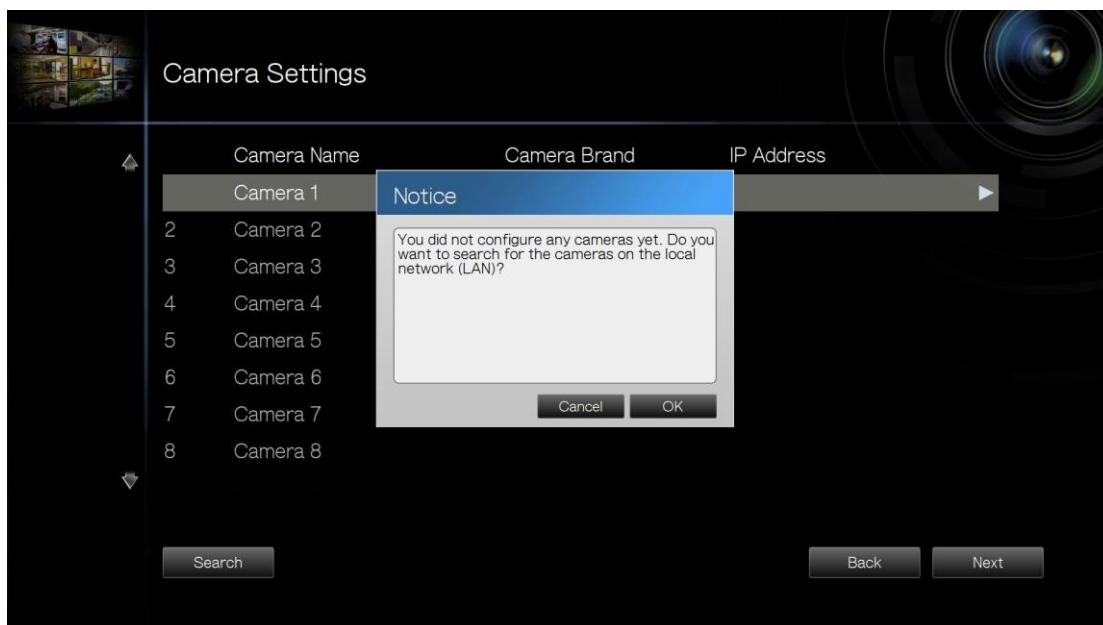 Camera Settings
Camera Name Camera Brand IP Address
Camera 1
2 Camera 2
3 Camera 3
4 Camera 4
5 Camera 5
6 Camera 6
7 Camera 7
8 Camera 8
Notice
You did not configure any cameras yet. Do you
want to search for the cameras on the local
network (LAN)?
Cancel OK
Search Back Next